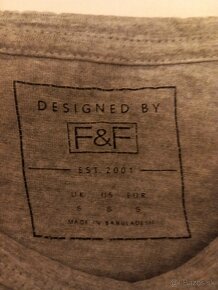 DESIGNED BY
F&F
EST. 2001
UK US EUR
S S S
MADE IN BANGLADESH